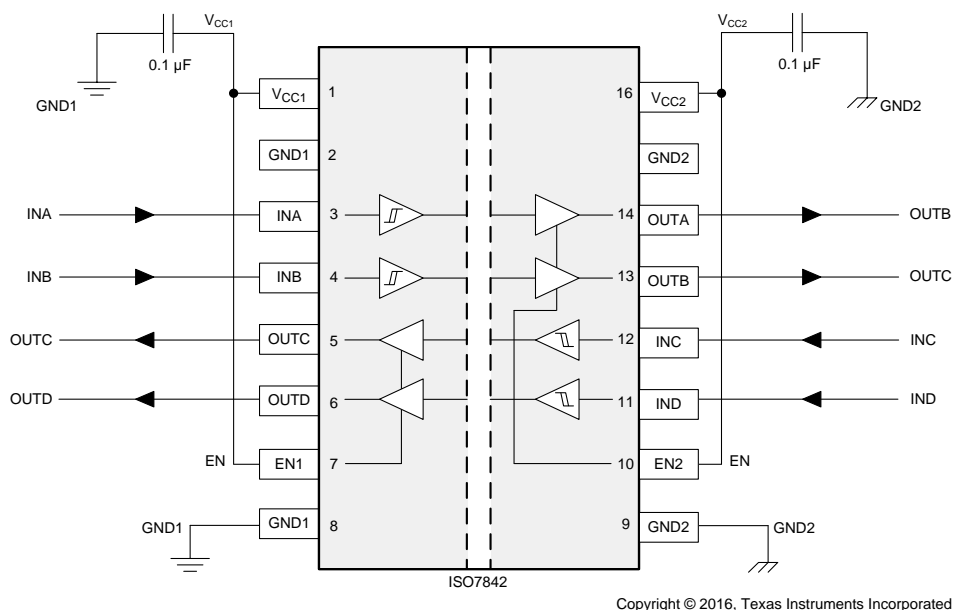 VCC1
VCC2
0.1 µF
0.1 µF
GND1
GND2
VCC1 1
16 VCC2
GND1 2
GND2
INA INA 3
14 OUTA OUTB
INB INB 4
13 OUTB OUTC
OUTC OUTC 5
12 INC INC
OUTD OUTD 6
11 IND IND
EN EN1 7
10 EN2 EN
GND1 GND1 8
9 GND2 GND2
ISO7842
Copyright © 2016, Texas Instruments Incorporated